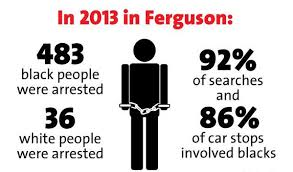 In 2013 in Ferguson:
483
black people
were arrested
36
white people
were arrested
92%
of searches
and
86%
of car stops
involved blacks